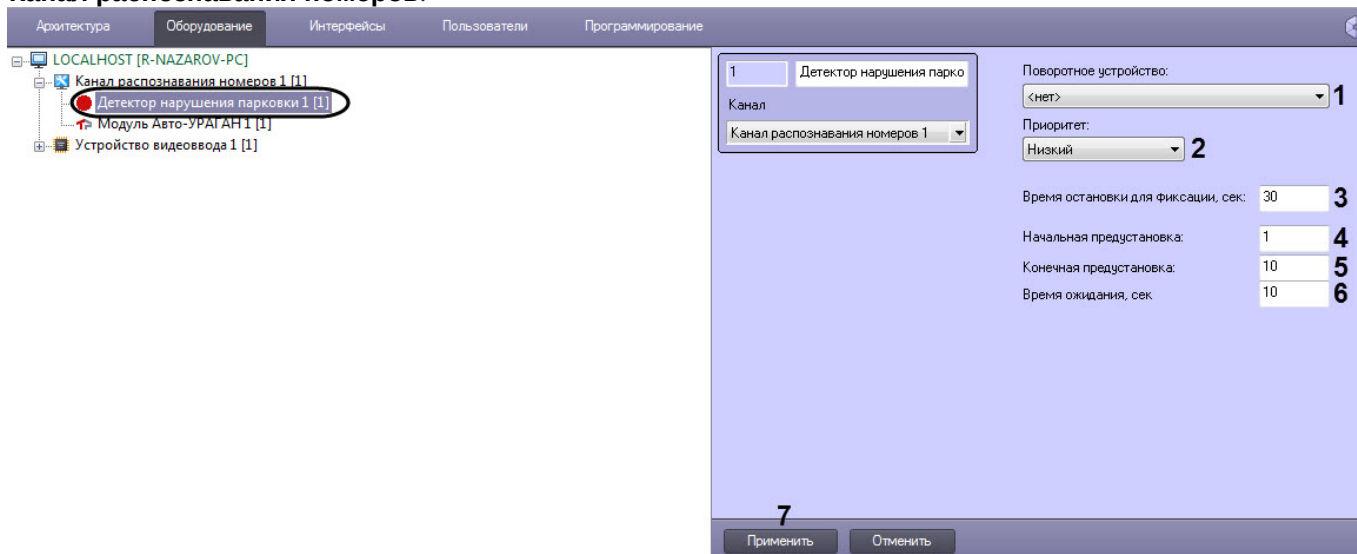 Канал распознавания номеров.
Архитектура Оборудование Интерфейсы Пользователи Программирование
LOCALHOST [R-NAZAROV-PC]
Канал распознавания номеров 1 [1]
Детектор нарушения парковки 1 [1]
Модуль Авто-УРАГАН 1 [1]
Устройство видеоввода 1 [1]
1 Детектор нарушения парко
Канал
Канал распознавания номеров 1
Поворотное устройство:
<нет> 1
Приоритет:
Низкий 2
Время остановки для фиксации, сек: 30 3
Начальная предустановка: 1 4
Конечная предустановка: 10 5
Время ожидания, сек 10 6
7
Применить Отменить